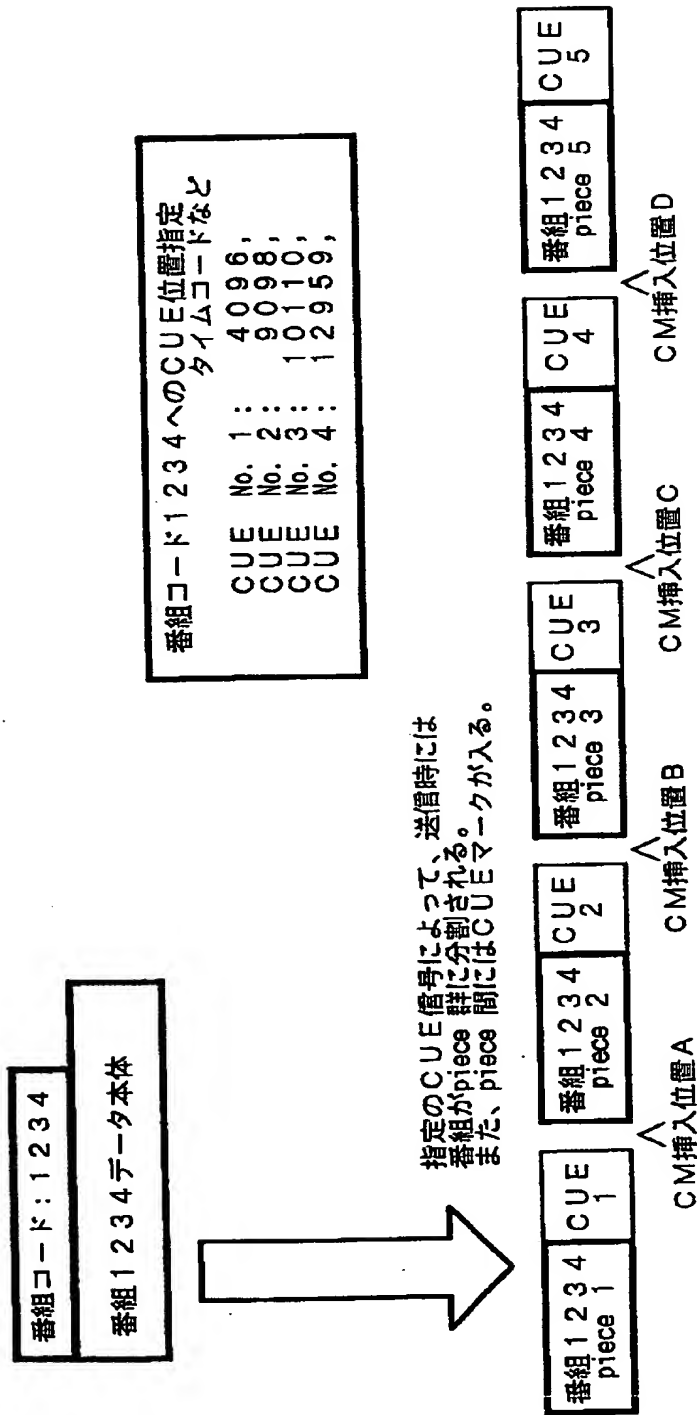 番組コード:1234
番組1234データ本体
番組コード1234へのCUE位置指定
タイムコードなど
CUE No. 1: 4096,
CUE No. 2: 9098,
CUE No. 3: 10110,
CUE No. 4: 12959,
指定のCUE信号によって、送信時には
番組がpiece 群に分割される。
また、piece 間にはCUEマークが入る。
番組1234
piece 1
CUE
1
番組1234
piece 2
CUE
2
番組1234
piece 3
CUE
3
番組1234
piece 4
CUE
4
番組1234
piece 5
CUE
5
CM挿入位置A
CM挿入位置B
CM挿入位置C
CM挿入位置D